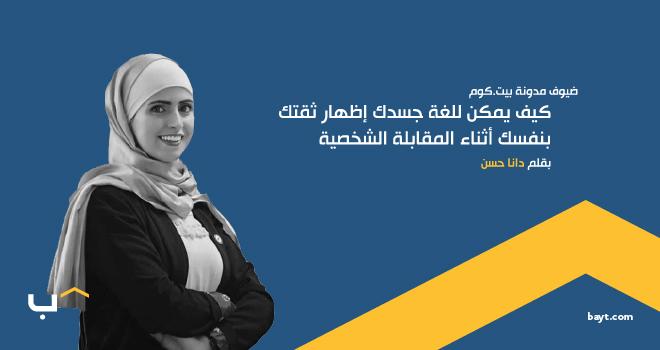 ضيوف مدونة بيت.كوم
كيف يمكن للغة جسدك إظهار ثقتك
بنفسك أثناء المقابلة الشخصية
بقلم دانا حسن
ب
bayt.com